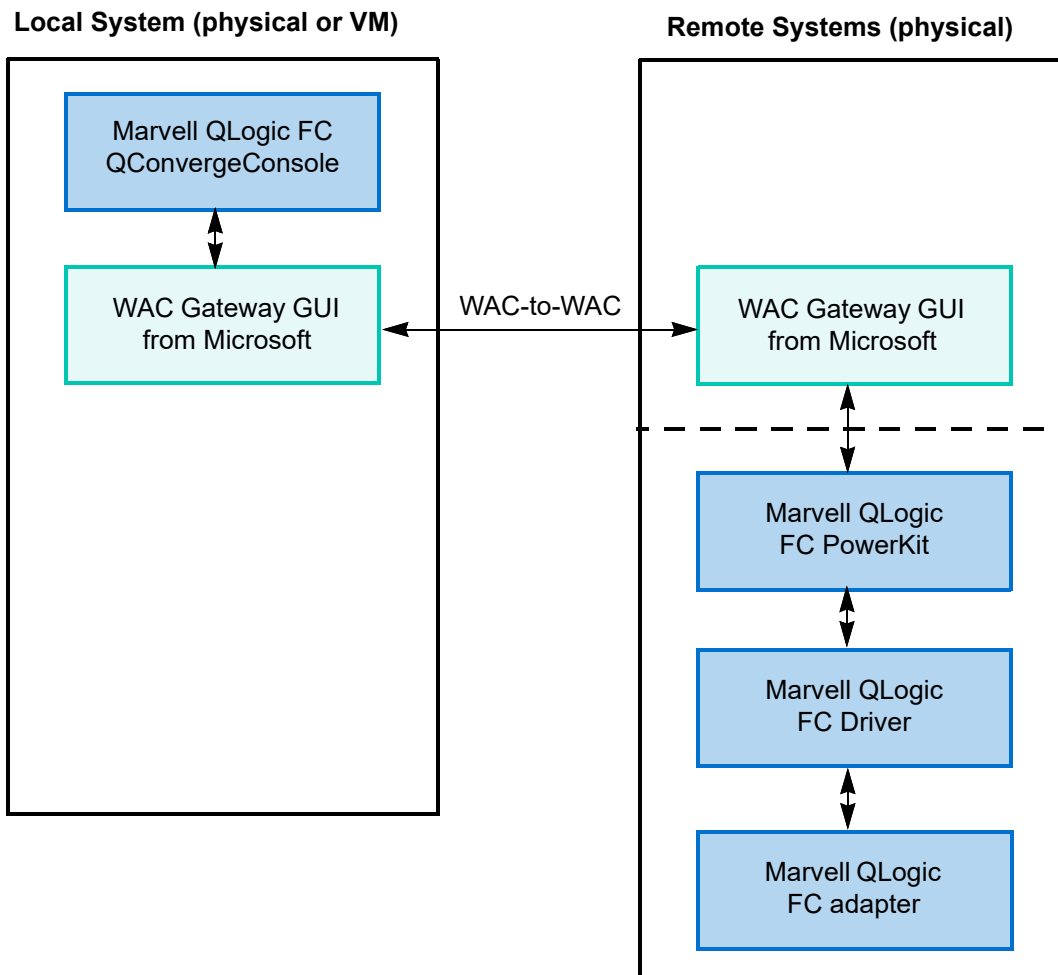 Local System (physical or VM)
Remote Systems (physical)
Marvell QLogic FC
QConvergeConsole
WAC Gateway GUI
from Microsoft
WAC-to-WAC
WAC Gateway GUI
from Microsoft
Marvell QLogic
FC PowerKit
Marvell QLogic
FC Driver
Marvell QLogic
FC adapter